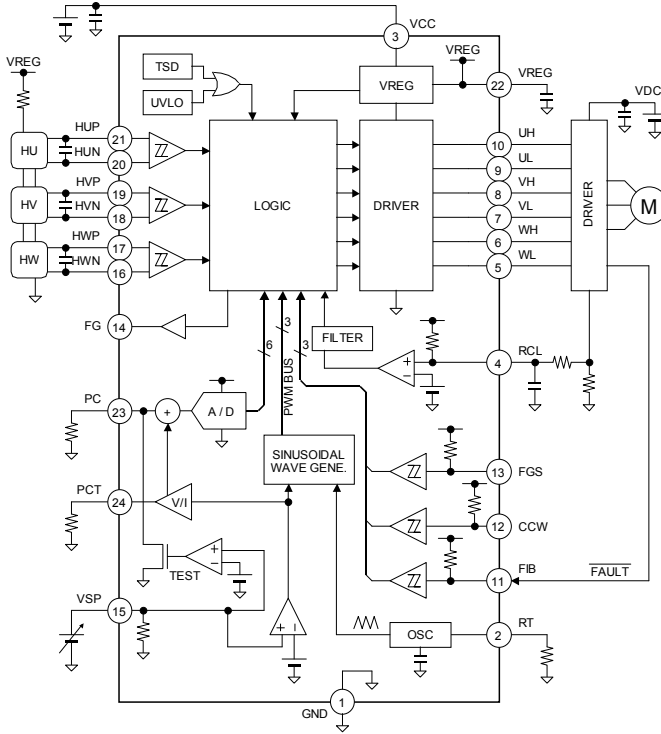 VCC
3
VREG
TSD
UVLO
VREG
VREG
22
VREG
VDC
HUP
21
HU
HUN
20
HVP
19
HV
HVN
18
HWP
17
HW
HWN
16
LOGIC
DRIVER
UH
10
UL
9
VH
8
VL
7
WH
6
WL
5
DRIVER
M
FG
14
6
3
3
PWM BUS
FILTER
+
−
RCL
4
PC
23
+
A / D
SINUSOIDAL
WAVE GENE.
FGS
13
PCT
24
V/I
CCW
12
TEST
+
−
FIB
11
FAULT
VSP
15
+
−
OSC
RT
2
GND
1